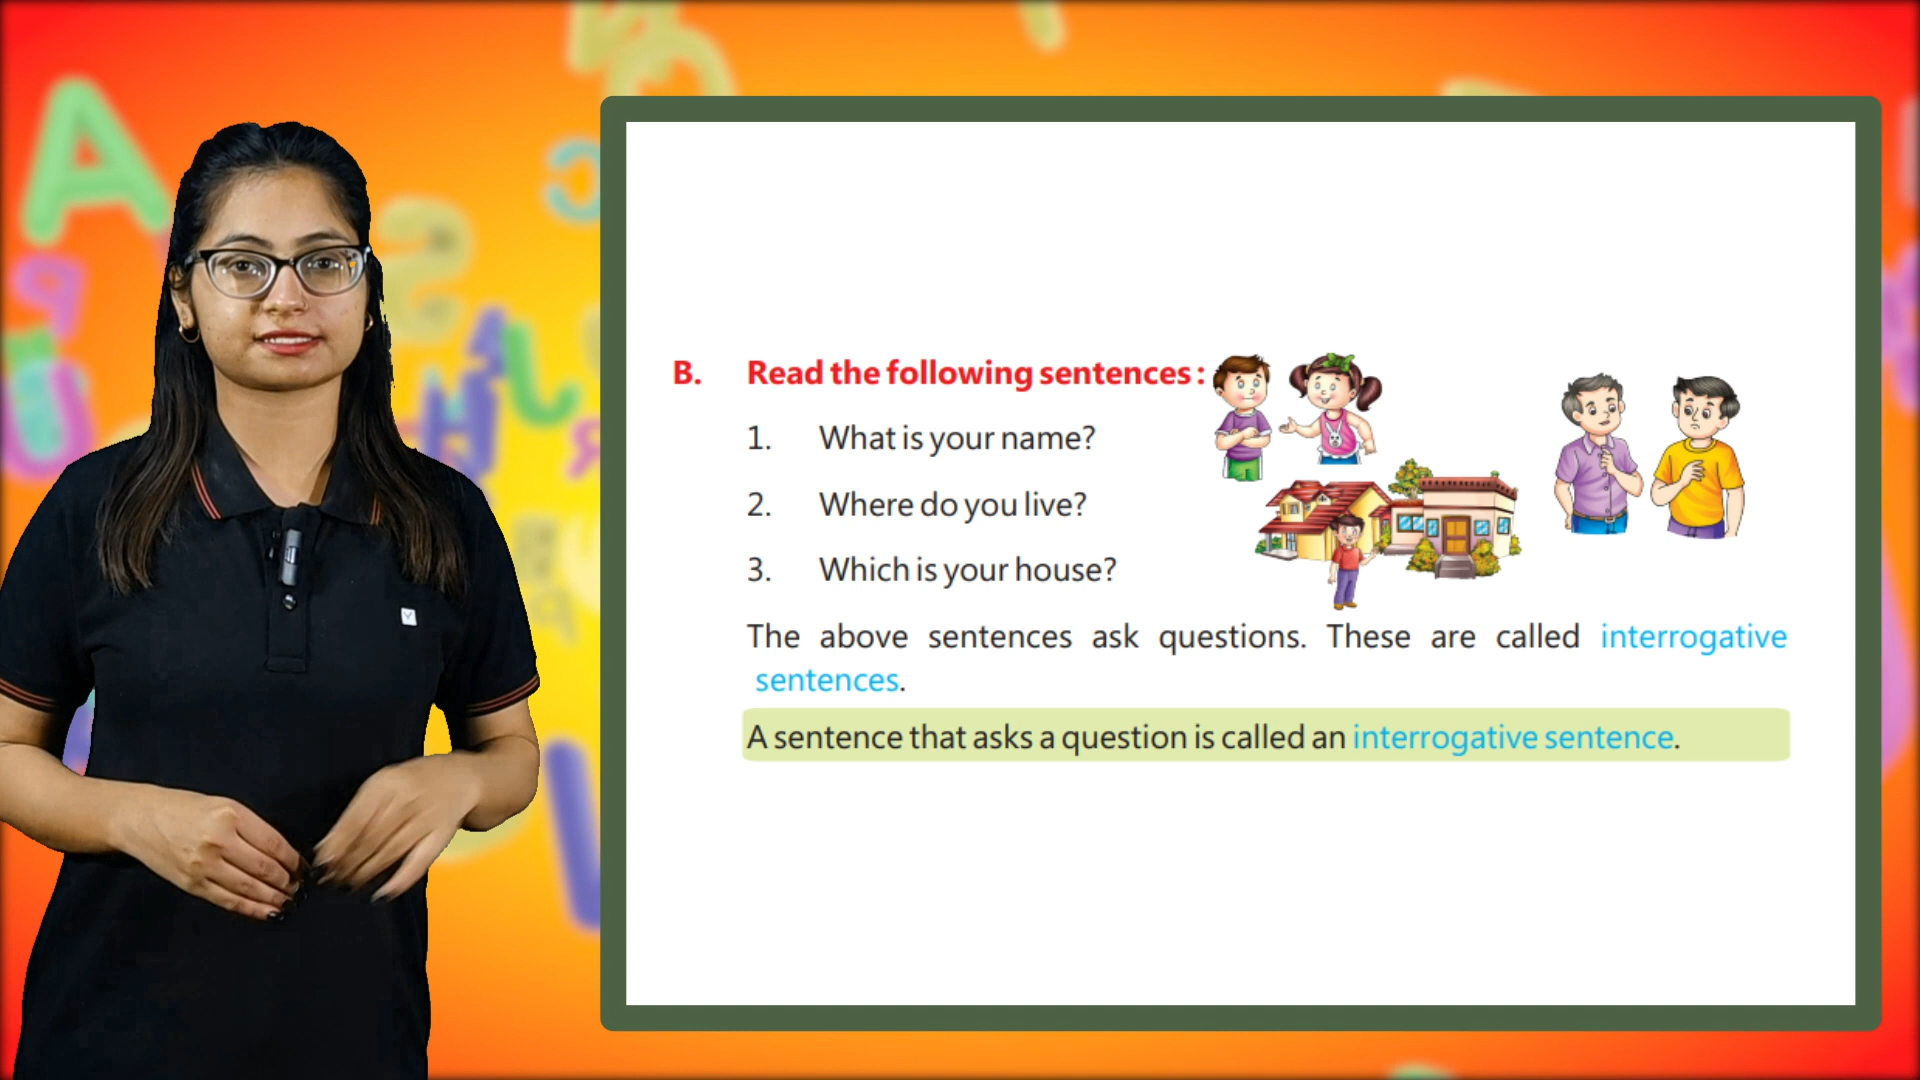 B. Read the following sentences :
1. What is your name?
2. Where do you live?
3. Which is your house?
The above sentences ask questions. These are called interrogative
sentences.
A sentence that asks a question is called an interrogative sentence.